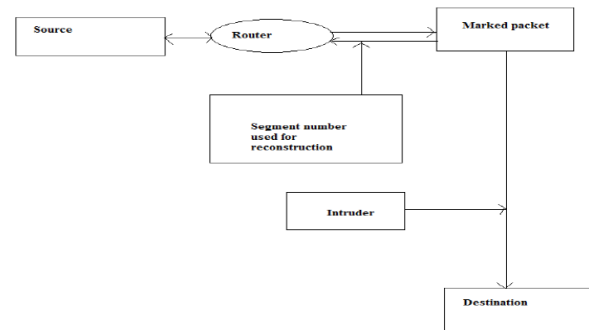 Source
Router
Marked packet
Segment number
used for
reconstruction
Intruder
Destination